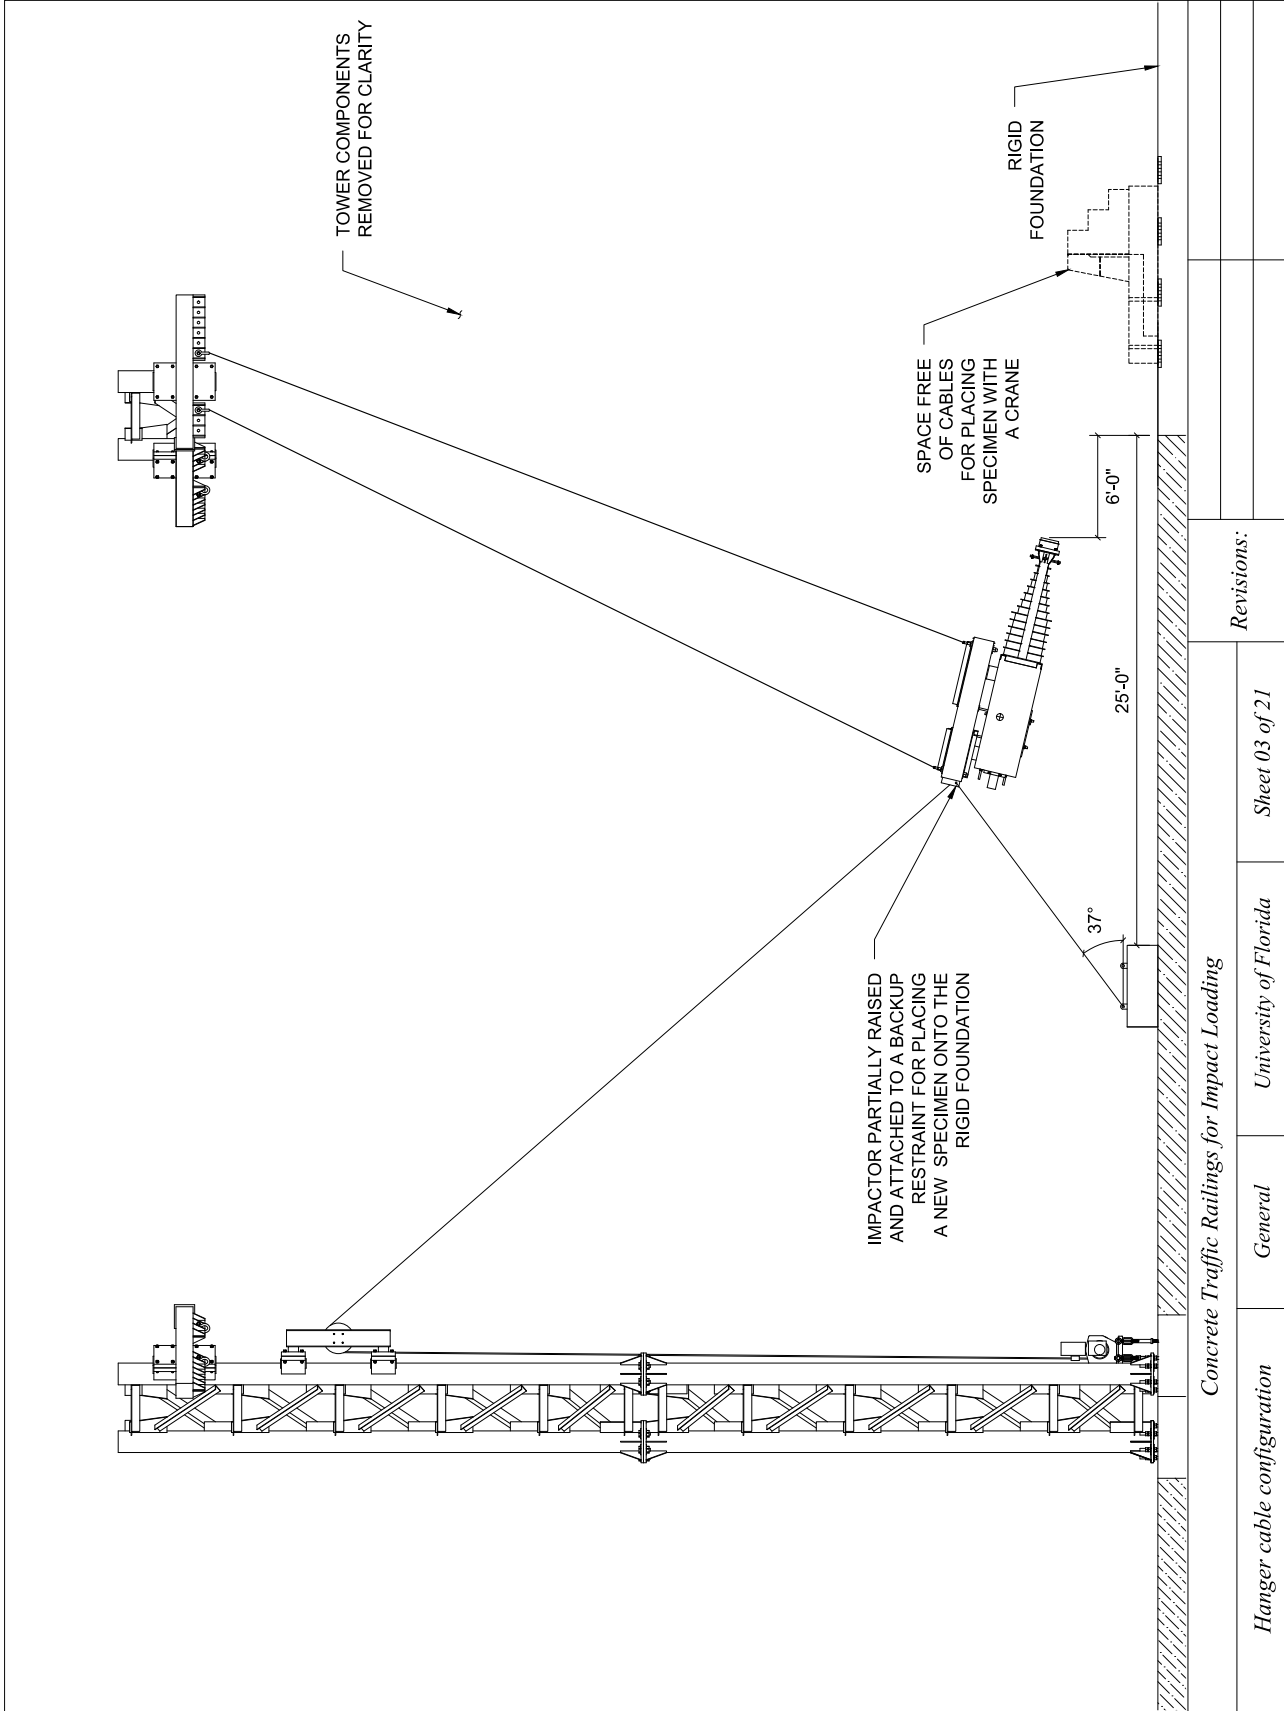 TOWER COMPONENTS
REMOVED FOR CLARITY
RIGID
FOUNDATION
SPACE FREE
OF CABLES
FOR PLACING
SPECIMEN WITH
A CRANE
6'-0"
25'-0"
37°
IMPACTOR PARTIALLY RAISED
AND ATTACHED TO A BACKUP
RESTRAINT FOR PLACING
A NEW SPECIMEN ONTO THE
RIGID FOUNDATION
Concrete Traffic Railings for Impact Loading
Revisions:
Hanger cable configuration
General
University of Florida
Sheet 03 of 21